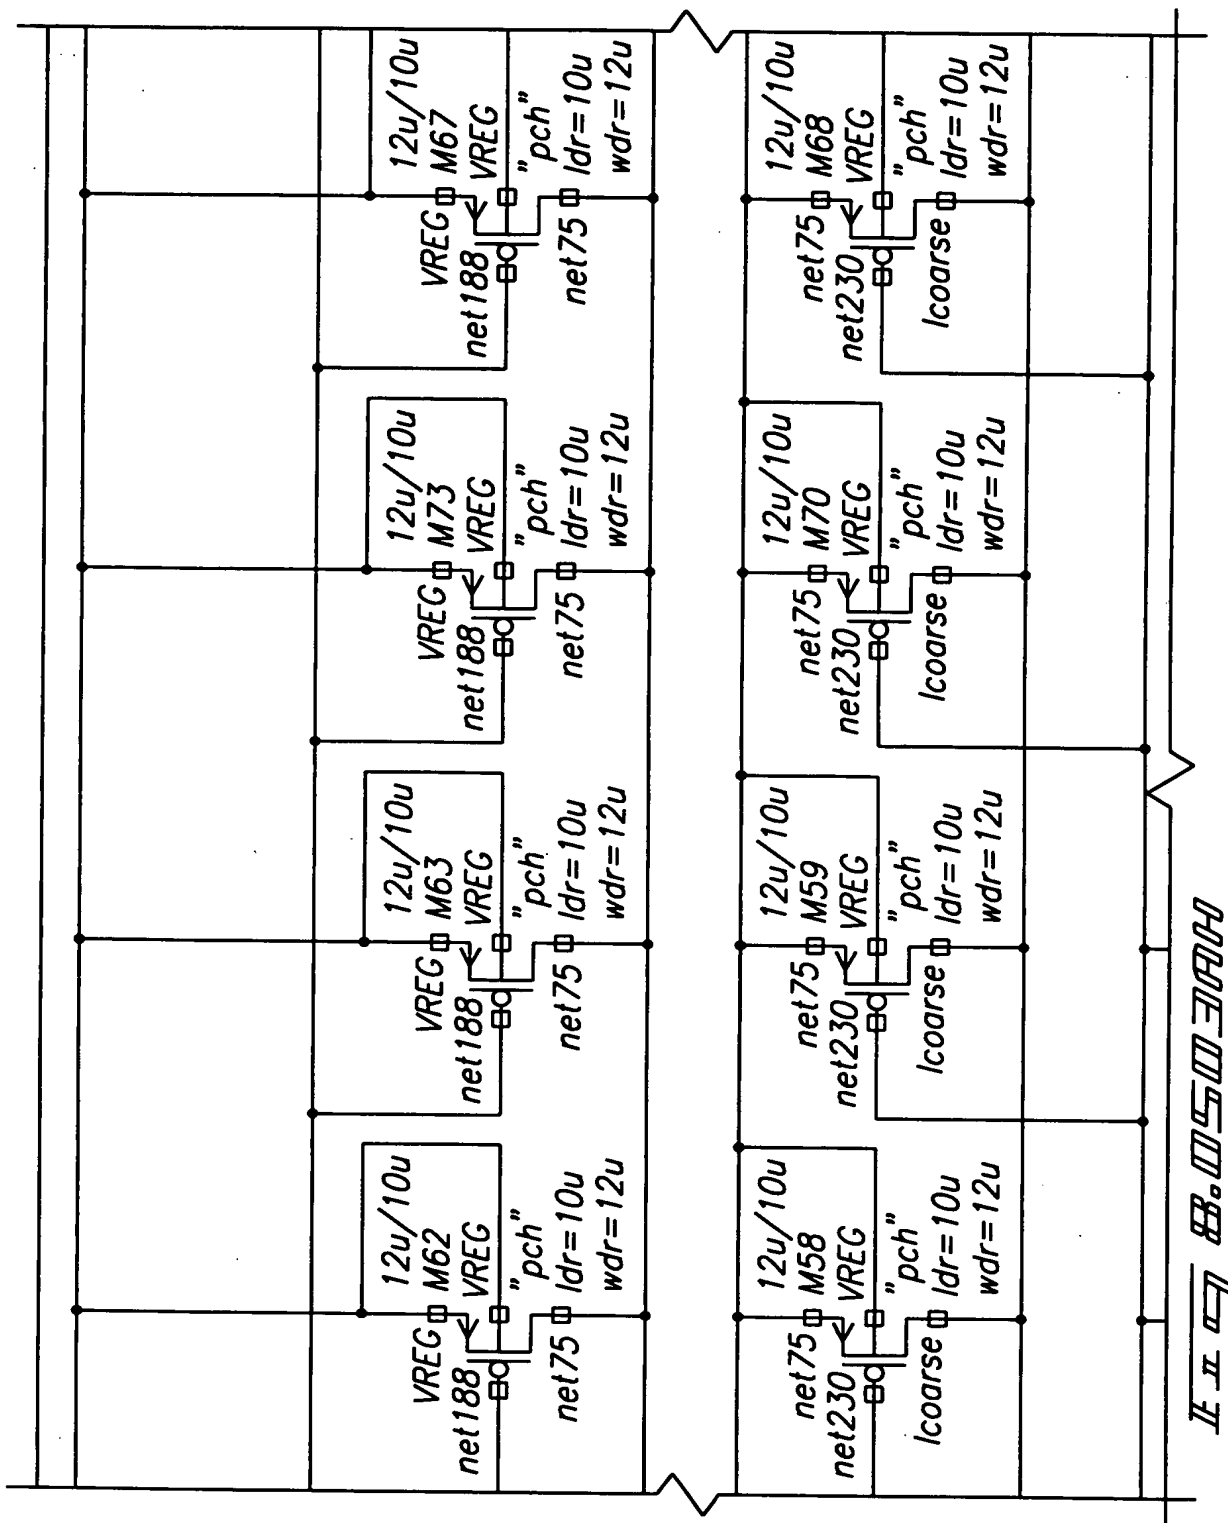 12u/10u
M62
VREG
VREG
net188
"pch"
ldr=10u
net75
wdr=12u
12u/10u
M63
VREG
VREG
net188
"pch"
ldr=10u
net75
wdr=12u
12u/10u
M73
VREG
VREG
net188
"pch"
ldr=10u
net75
wdr=12u
12u/10u
M67
VREG
VREG
net188
"pch"
ldr=10u
net75
wdr=12u
12u/10u
M58
net75
VREG
net230
"pch"
ldr=10u
Icoarse
wdr=12u
12u/10u
M59
net75
VREG
net230
"pch"
ldr=10u
Icoarse
wdr=12u
12u/10u
M70
net75
VREG
net230
"pch"
ldr=10u
Icoarse
wdr=12u
12u/10u
M68
net75
VREG
net230
"pch"
ldr=10u
Icoarse
wdr=12u
FIG 8.0503AAH